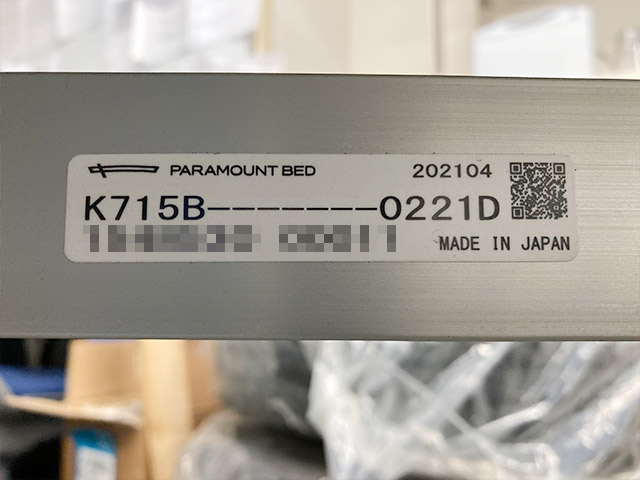 PARAMOUNT BED 202104
K715B-------0221D
MADE IN JAPAN